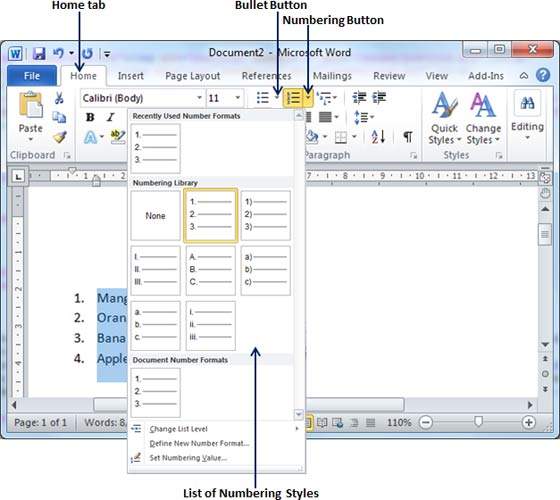 Home tab
Bullet Button
Numbering Button
Document2 - Microsoft Word
File Home Insert Page Layout References Mailings Review View Add-Ins
Calibri (Body) 11
Paste
B I
Quick Styles
Change Styles
Editing
Clipboard
Paragraph
Styles
Recently Used Number Formats
1.
2.
3.
Numbering Library
None
1.
2.
3.
1)
2)
3)
I.
II.
III.
A.
B.
C.
a)
b)
c)
a.
b.
c.
i.
ii.
iii.
Document Number Formats
1.
2.
3.
Change List Level
Define New Number Format...
Set Numbering Value...
1. Mang
2. Oran
3. Bana
4. Apple
Page: 1 of 1 Words: 8, 110%
List of Numbering Styles